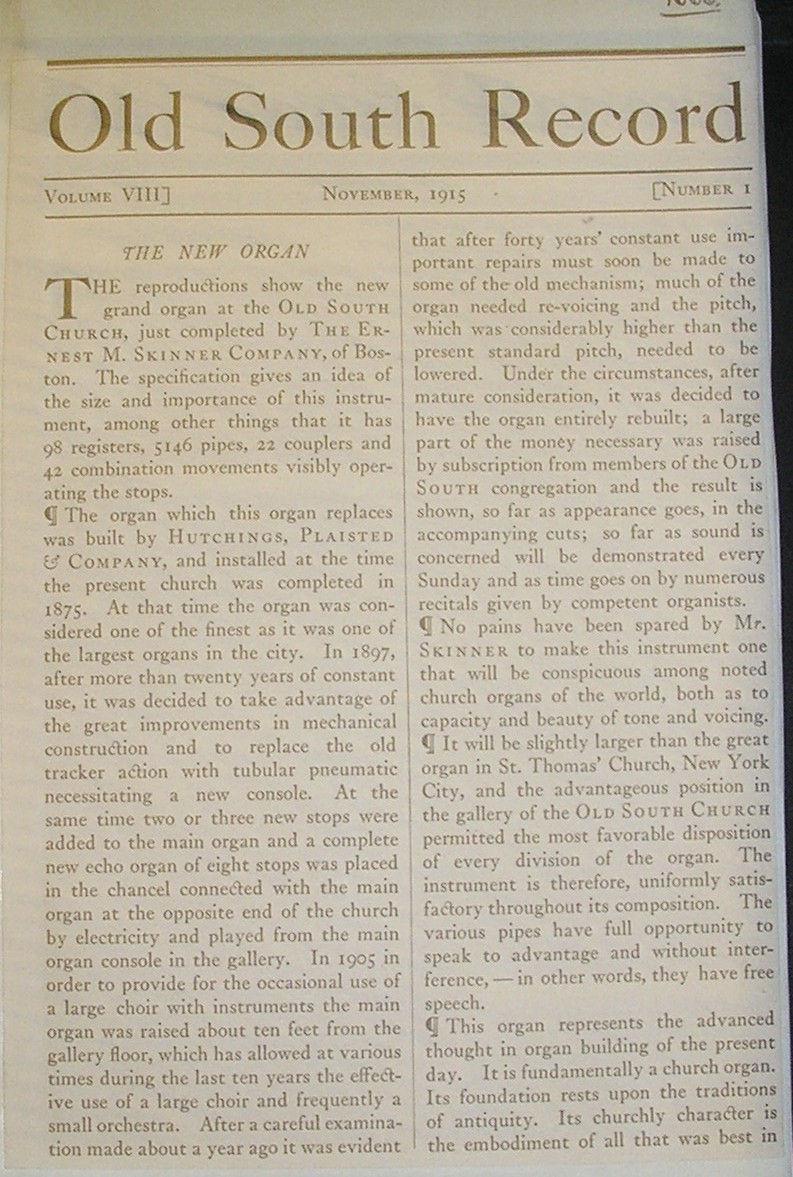 Old South Record
VOLUME VIII]
NOVEMBER, 1915
[NUMBER 1
THE NEW ORGAN
THE reproductions show the new
grand organ at the OLD SOUTH
CHURCH, just completed by THE ER-
NEST M. SKINNER COMPANY, of Bos-
ton. The specification gives an idea of
the size and importance of this instru-
ment, among other things that it has
98 registers, 5146 pipes, 22 couplers and
42 combination movements visibly oper-
ating the stops.
¶ The organ which this organ replaces
was built by HUTCHINGS, PLAISTED
& COMPANY, and installed at the time
the present church was completed in
1875. At that time the organ was con-
sidered one of the finest as it was one of
the largest organs in the city. In 1897,
after more than twenty years of constant
use, it was decided to take advantage of
the great improvements in mechanical
construction and to replace the old
tracker action with tubular pneumatic
necessitating a new console. At the
same time two or three new stops were
added to the main organ and a complete
new echo organ of eight stops was placed
in the chancel connected with the main
organ at the opposite end of the church
by electricity and played from the main
organ console in the gallery. In 1905 in
order to provide for the occasional use of
a large choir with instruments the main
organ was raised about ten feet from the
gallery floor, which has allowed at various
times during the last ten years the effect-
ive use of a large choir and frequently a
small orchestra. After a careful examina-
tion made about a year ago it was evident
that after forty years' constant use im-
portant repairs must soon be made to
some of the old mechanism; much of the
organ needed re-voicing and the pitch,
which was considerably higher than the
present standard pitch, needed to be
lowered. Under the circumstances, after
mature consideration, it was decided to
have the organ entirely rebuilt; a large
part of the money necessary was raised
by subscription from members of the OLD
SOUTH congregation and the result is
shown, so far as appearance goes, in the
accompanying cuts; so far as sound is
concerned will be demonstrated every
Sunday and as time goes on by numerous
recitals given by competent organists.
¶ No pains have been spared by Mr.
SKINNER to make this instrument one
that will be conspicuous among noted
church organs of the world, both as to
capacity and beauty of tone and voicing.
¶ It will be slightly larger than the great
organ in St. Thomas' Church, New York
City, and the advantageous position in
the gallery of the OLD SOUTH CHURCH
permitted the most favorable disposition
of every division of the organ. The
instrument is therefore, uniformly satis-
factory throughout its composition. The
various pipes have full opportunity to
speak to advantage and without inter-
ference, — in other words, they have free
speech.
¶ This organ represents the advanced
thought in organ building of the present
day. It is fundamentally a church organ.
Its foundation rests upon the traditions
of antiquity. Its churchly character is
the embodiment of all that was best in